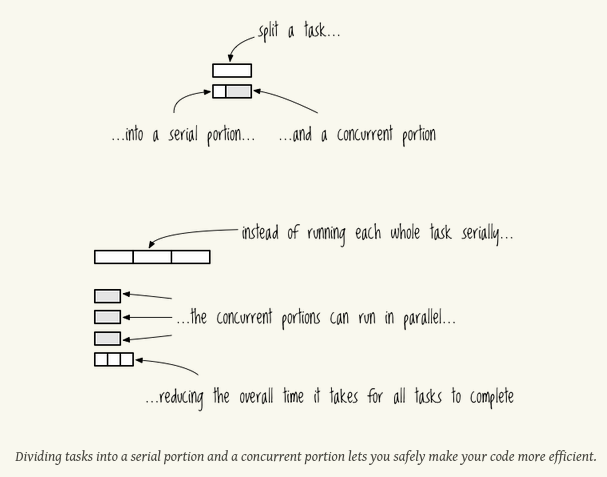 split a task...
...into a serial portion... ...and a concurrent portion
instead of running each whole task serially...
...the concurrent portions can run in parallel...
...reducing the overall time it takes for all tasks to complete
Dividing tasks into a serial portion and a concurrent portion lets you safely make your code more efficient.